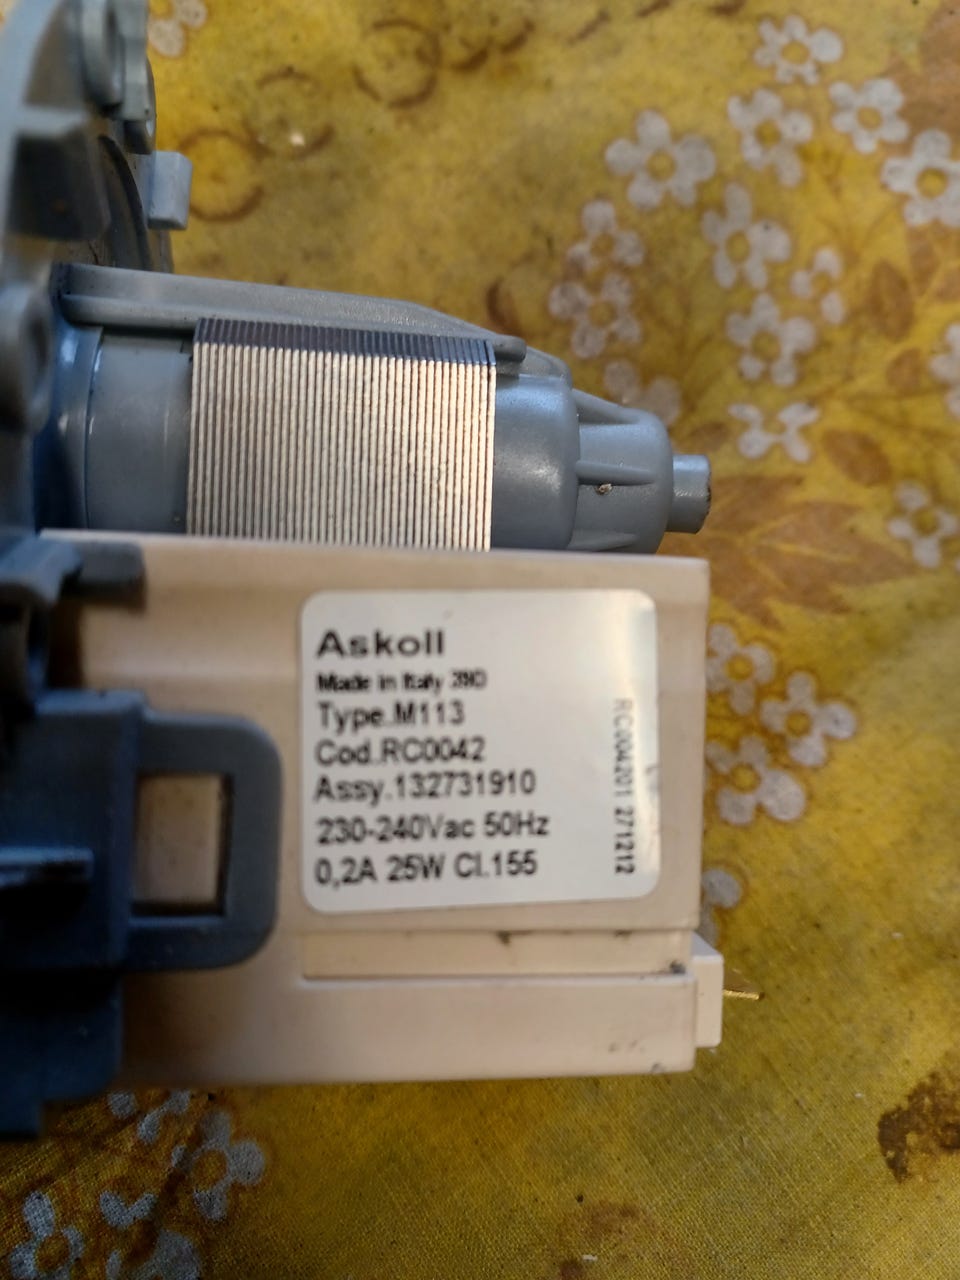 Askoll
Made in Italy 390
Type.M113
Cod.RC0042
Assy.132731910
230-240Vac 50Hz
0,2A 25W Cl.155
RC004201 271212